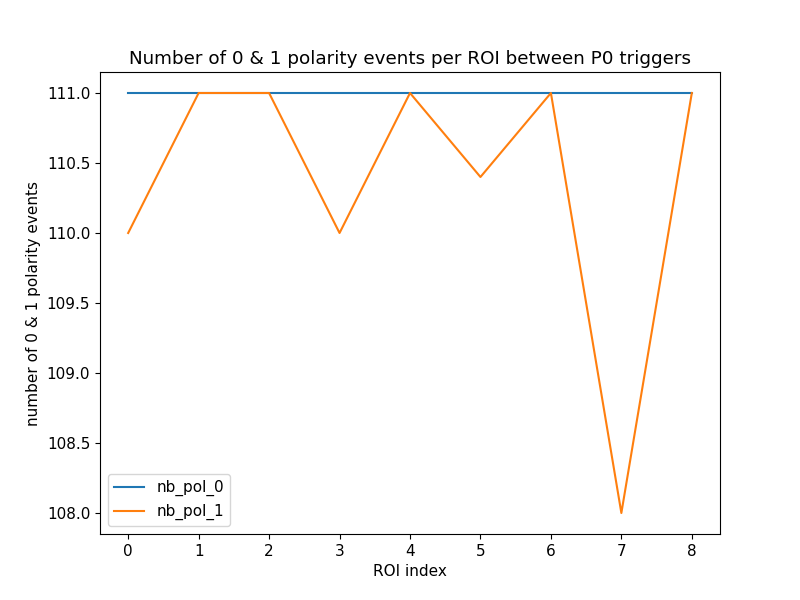 Number of 0 & 1 polarity events per ROI between P0 triggers
number of 0 & 1 polarity events
111.0
110.5
110.0
109.5
109.0
108.5
108.0
nb_pol_0
nb_pol_1
0 1 2 3 4 5 6 7 8
ROI index